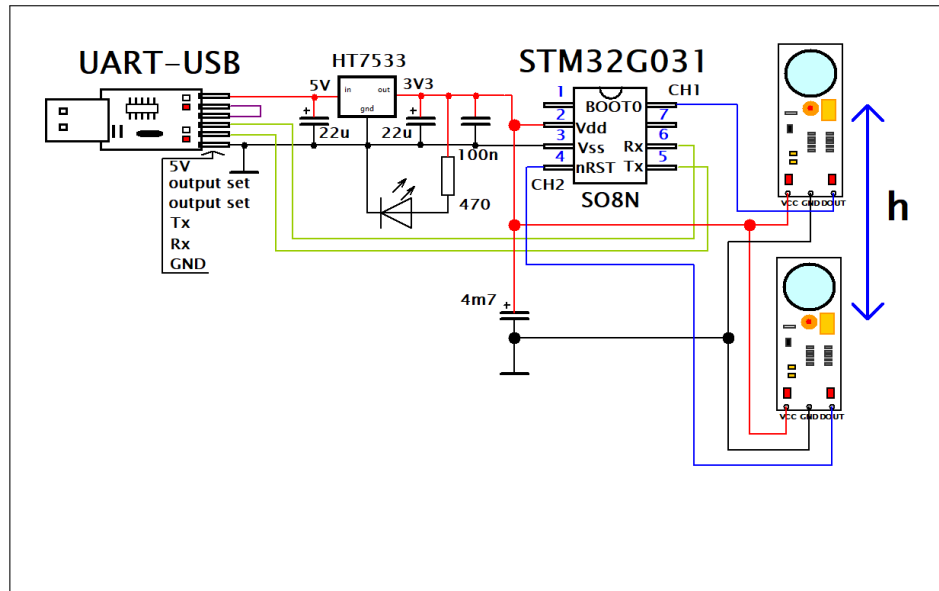 UART-USB
HT7533
STM32G031
5V
in
out
3V3
gnd
22u
22u
100n
470
1
2
3
4
BOOT0
Vdd
Vss
Rx
nRST
Tx
CH1
7
6
5
CH2
SO8N
5V
output set
output set
Tx
Rx
GND
4m7
VCC GND DOUT
h
VCC GND DOUT